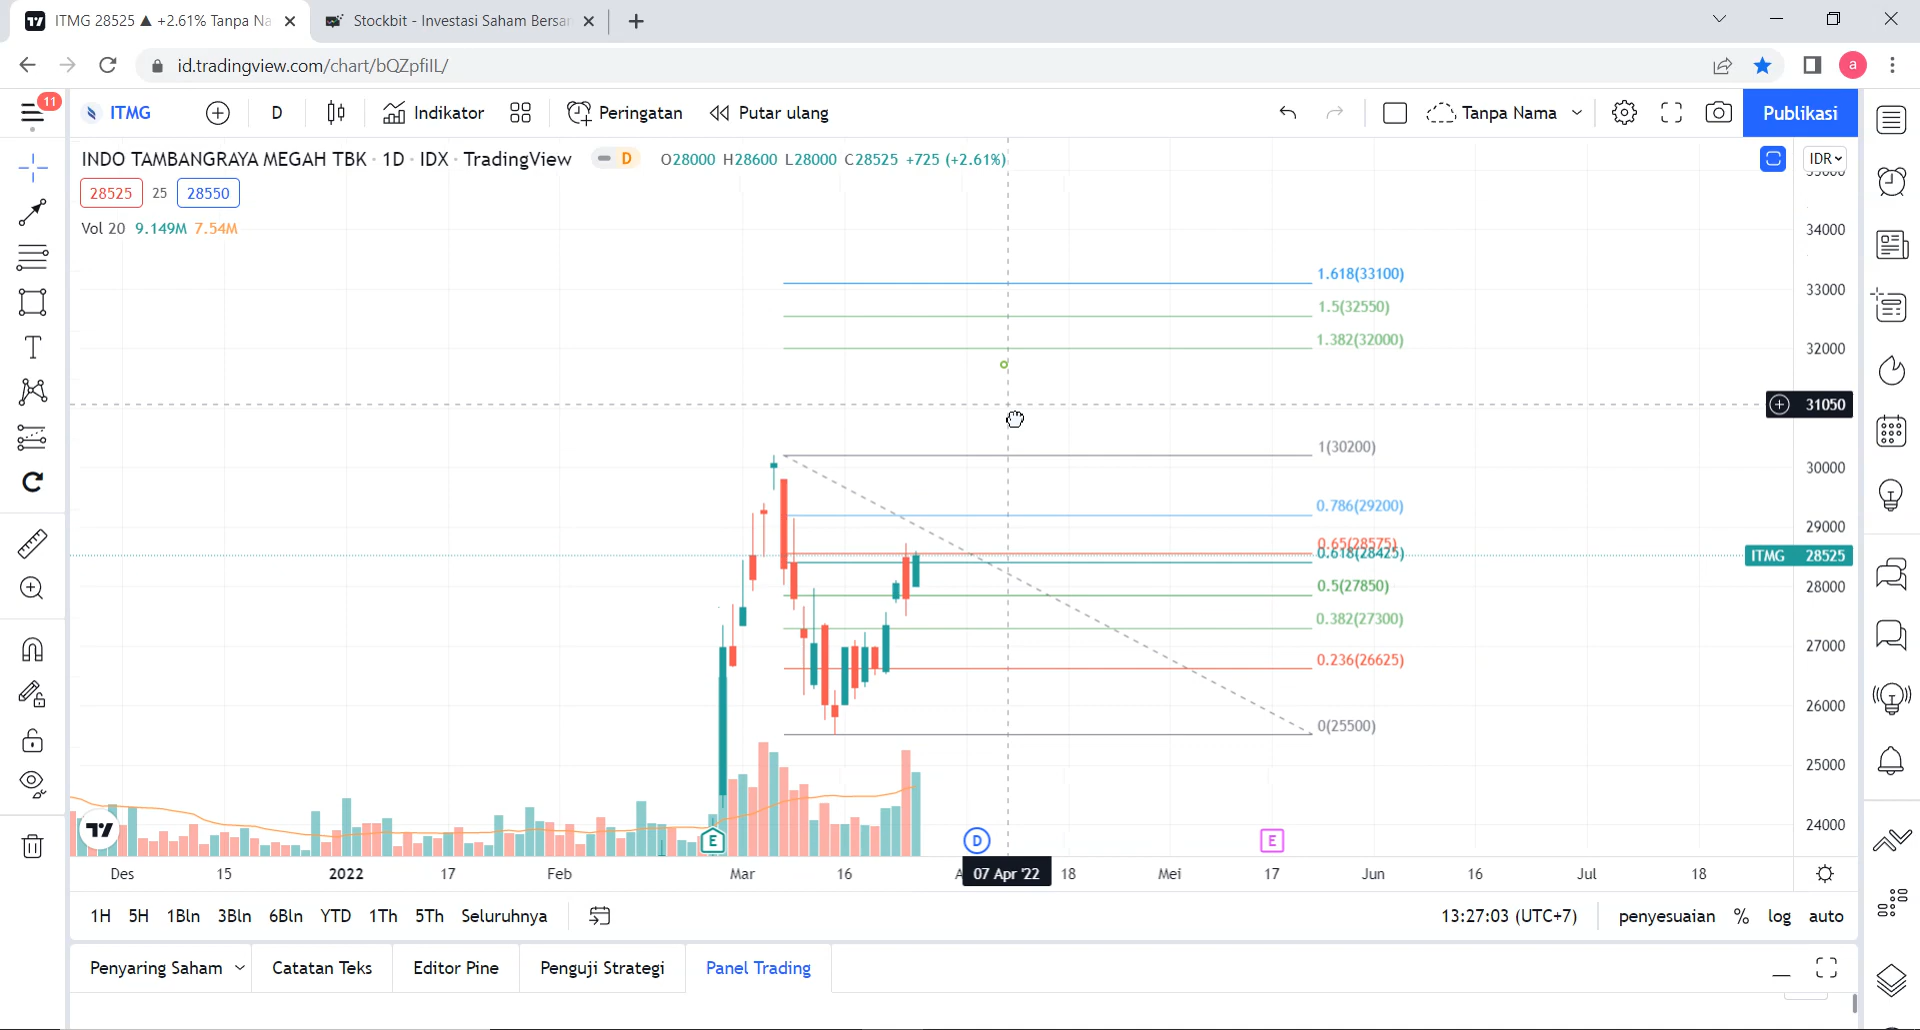 ITMG 28525 ▲ +2.61% Tanpa Na
Stockbit - Investasi Saham Bersan
id.tradingview.com/chart/bQZpfiIL/
a
11
ITMG
D
Indikator
Peringatan
Putar ulang
Tanpa Nama
Publikasi
INDO TAMBANGRAYA MEGAH TBK · 1D · IDX · TradingView
D
O28000 H28600 L28000 C28525 +725 (+2.61%)
IDR
28525
25
28550
Vol 20 9.149M 7.54M
35000
34000
33000
32000
31050
30000
29000
ITMG 28525
28000
27000
26000
25000
24000
1.618(33100)
1.5(32550)
1.382(32000)
1(30200)
0.786(29200)
0.65(28575)
0.618(28425)
0.5(27850)
0.382(27300)
0.236(26625)
0(25500)
E
D
E
Des
15
2022
17
Feb
Mar
16
A
07 Apr '22
18
Mei
17
Jun
16
Jul
18
1H 5H 1Bln 3Bln 6Bln YTD 1Th 5Th Seluruhnya
13:27:03 (UTC+7)
penyesuaian % log auto
Penyaring Saham
Catatan Teks
Editor Pine
Penguji Strategi
Panel Trading